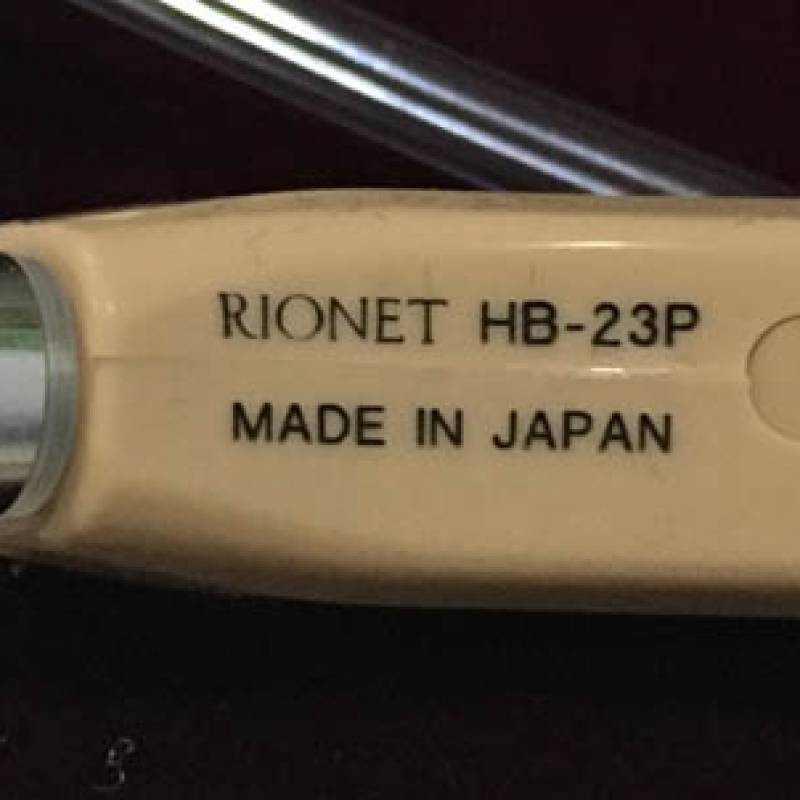 RIONET HB-23P
MADE IN JAPAN